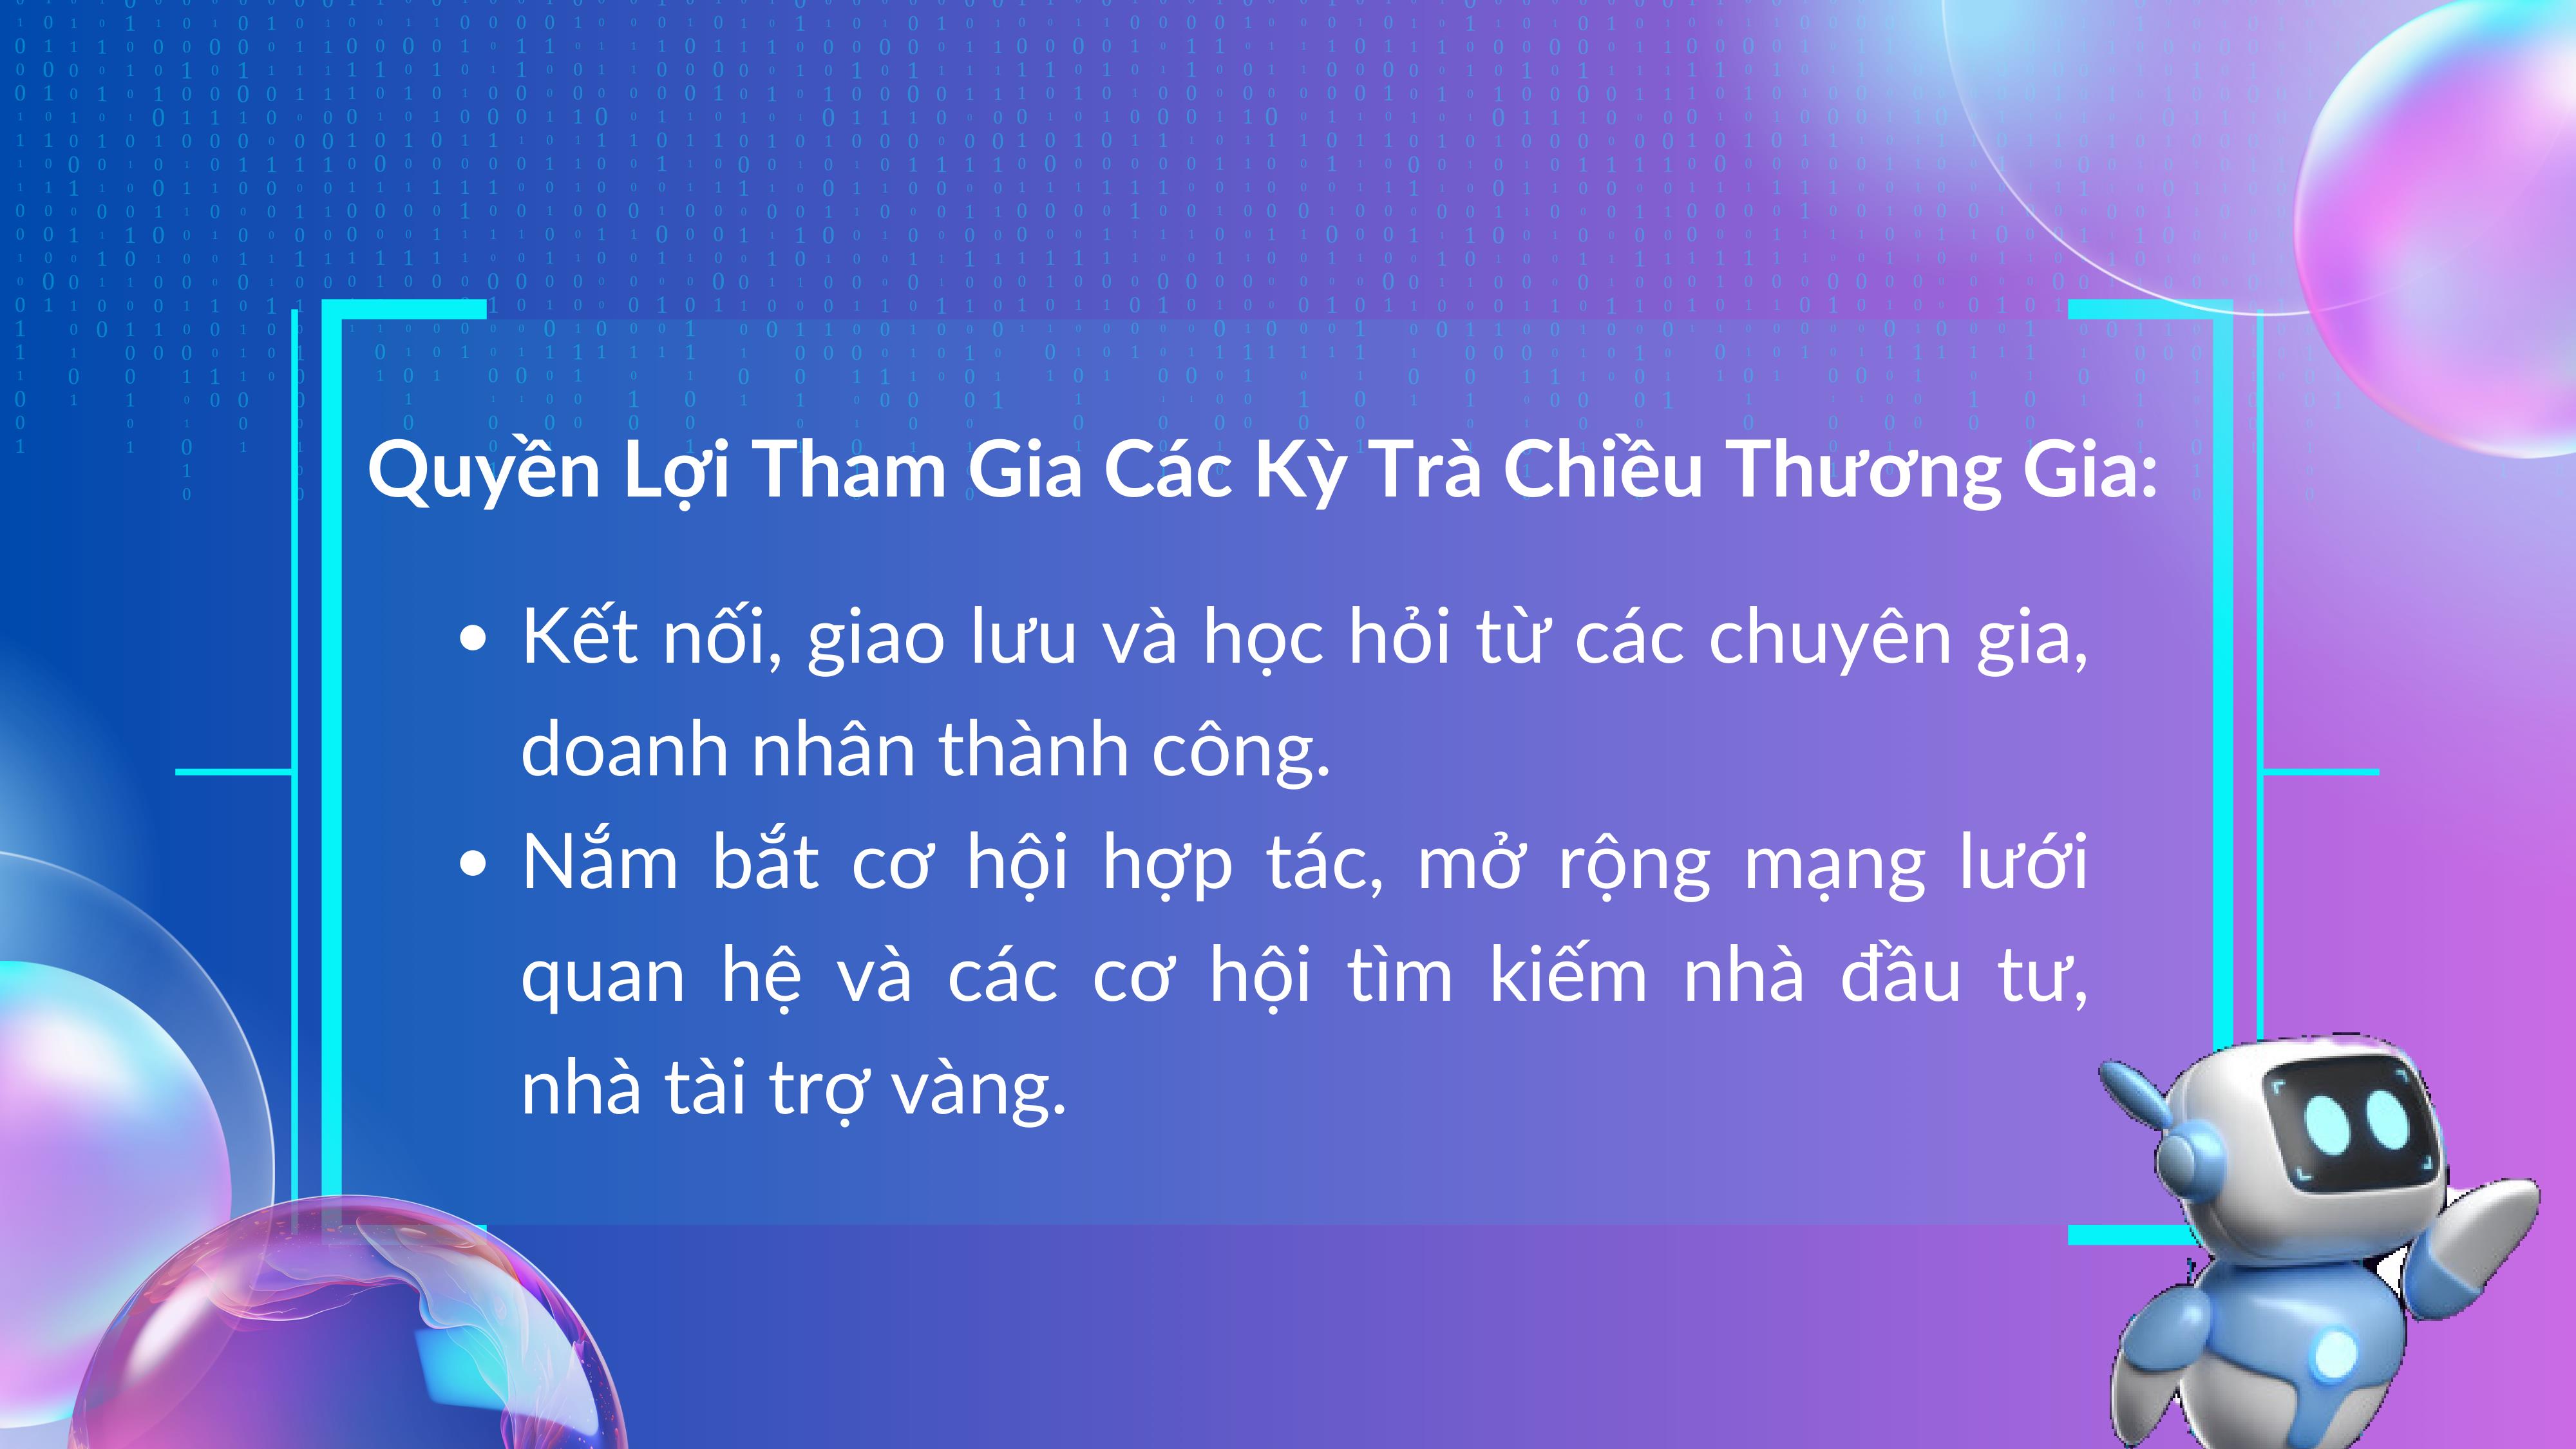 Quyền Lợi Tham Gia Các Kỳ Trà Chiều Thương Gia:
• Kết nối, giao lưu và học hỏi từ các chuyên gia,
doanh nhân thành công.
• Nắm bắt cơ hội hợp tác, mở rộng mạng lưới
quan hệ và các cơ hội tìm kiếm nhà đầu tư,
nhà tài trợ vàng.